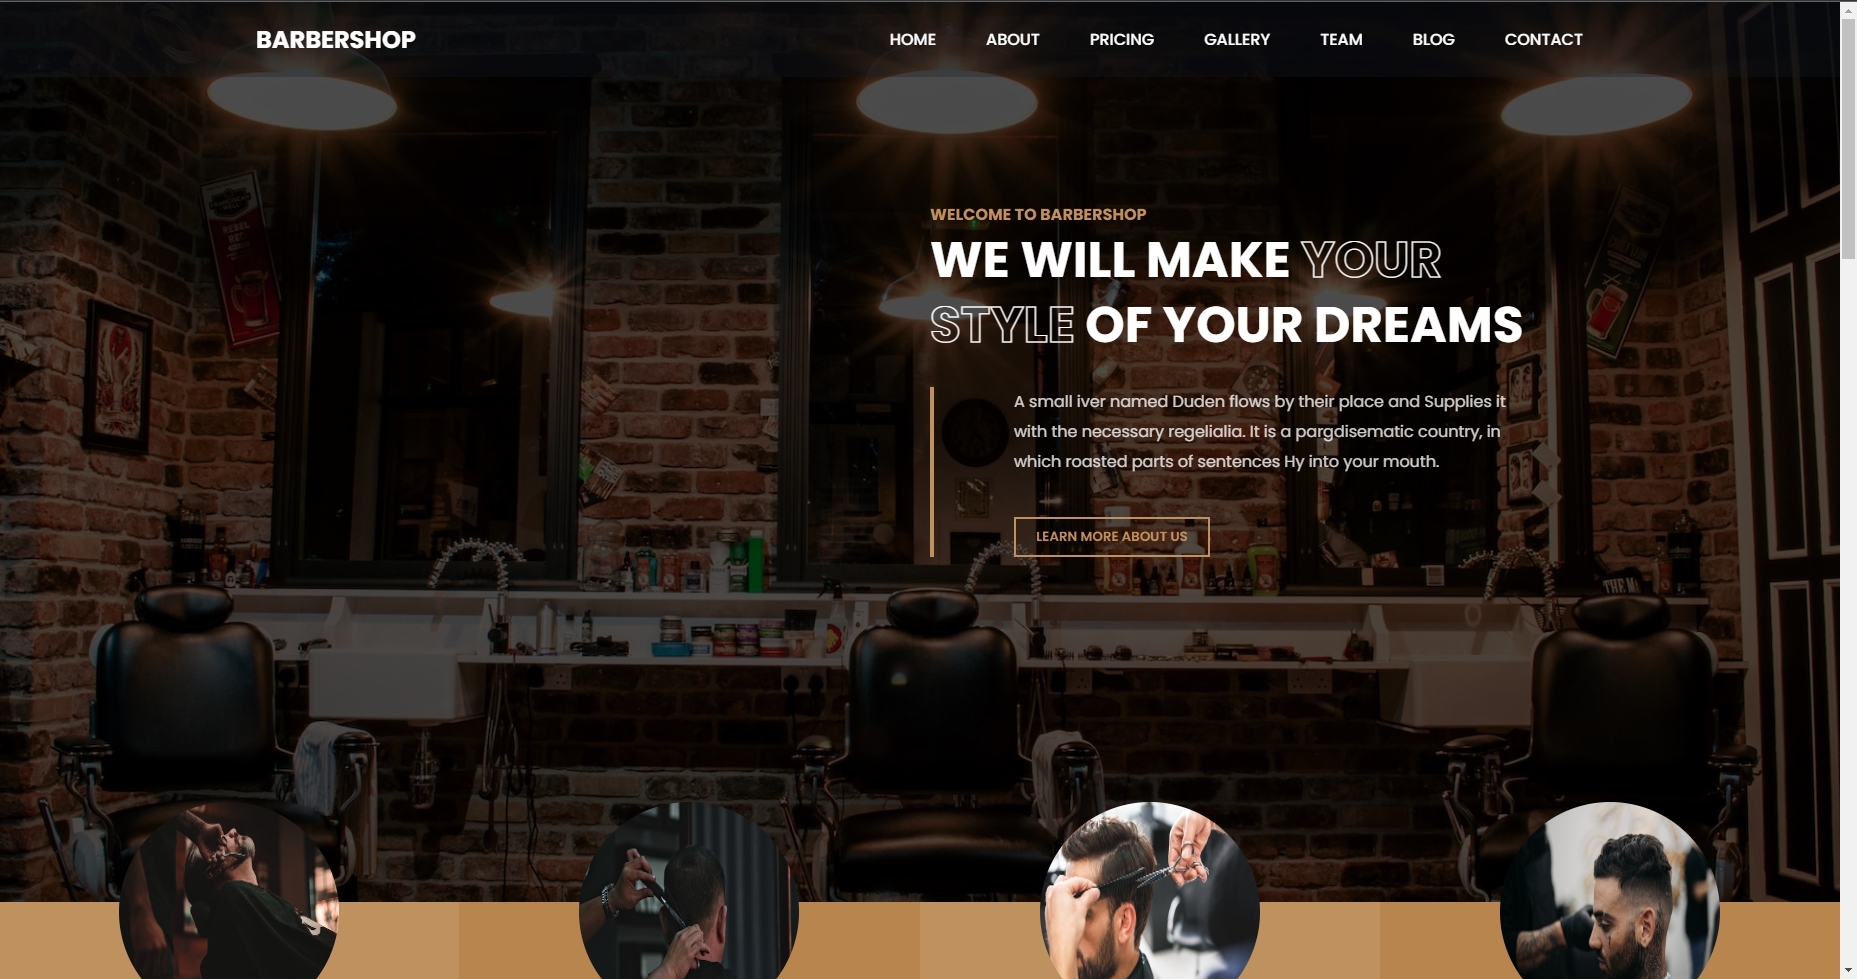 BARBERSHOP
HOME ABOUT PRICING GALLERY TEAM BLOG CONTACT
WELCOME TO BARBERSHOP
WE WILL MAKE YOUR
STYLE OF YOUR DREAMS
A small iver named Duden flows by their place and Supplies it
with the necessary regelialia. It is a pargdisematic country, in
which roasted parts of sentences Hy into your mouth.
LEARN MORE ABOUT US